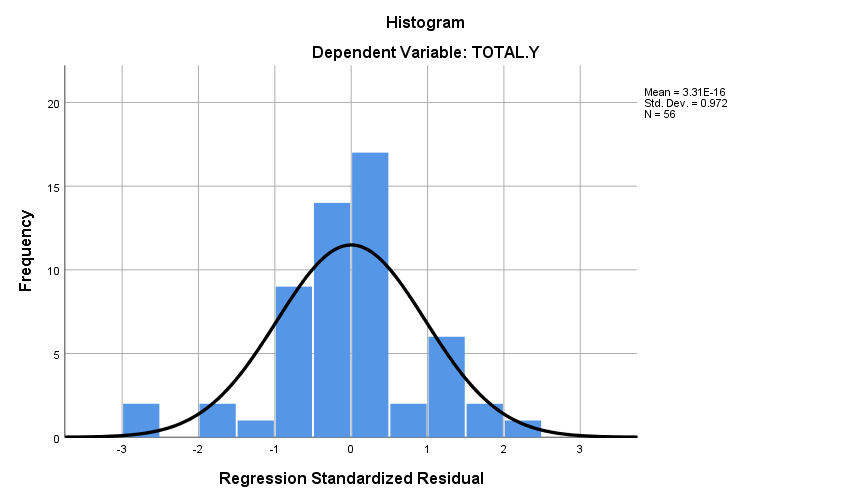 Histogram
Dependent Variable: TOTAL.Y
Mean = 3.31E-16
Std. Dev. = 0.972
N = 56
Frequency
20
15
10
5
0
-3 -2 -1 0 1 2 3
Regression Standardized Residual